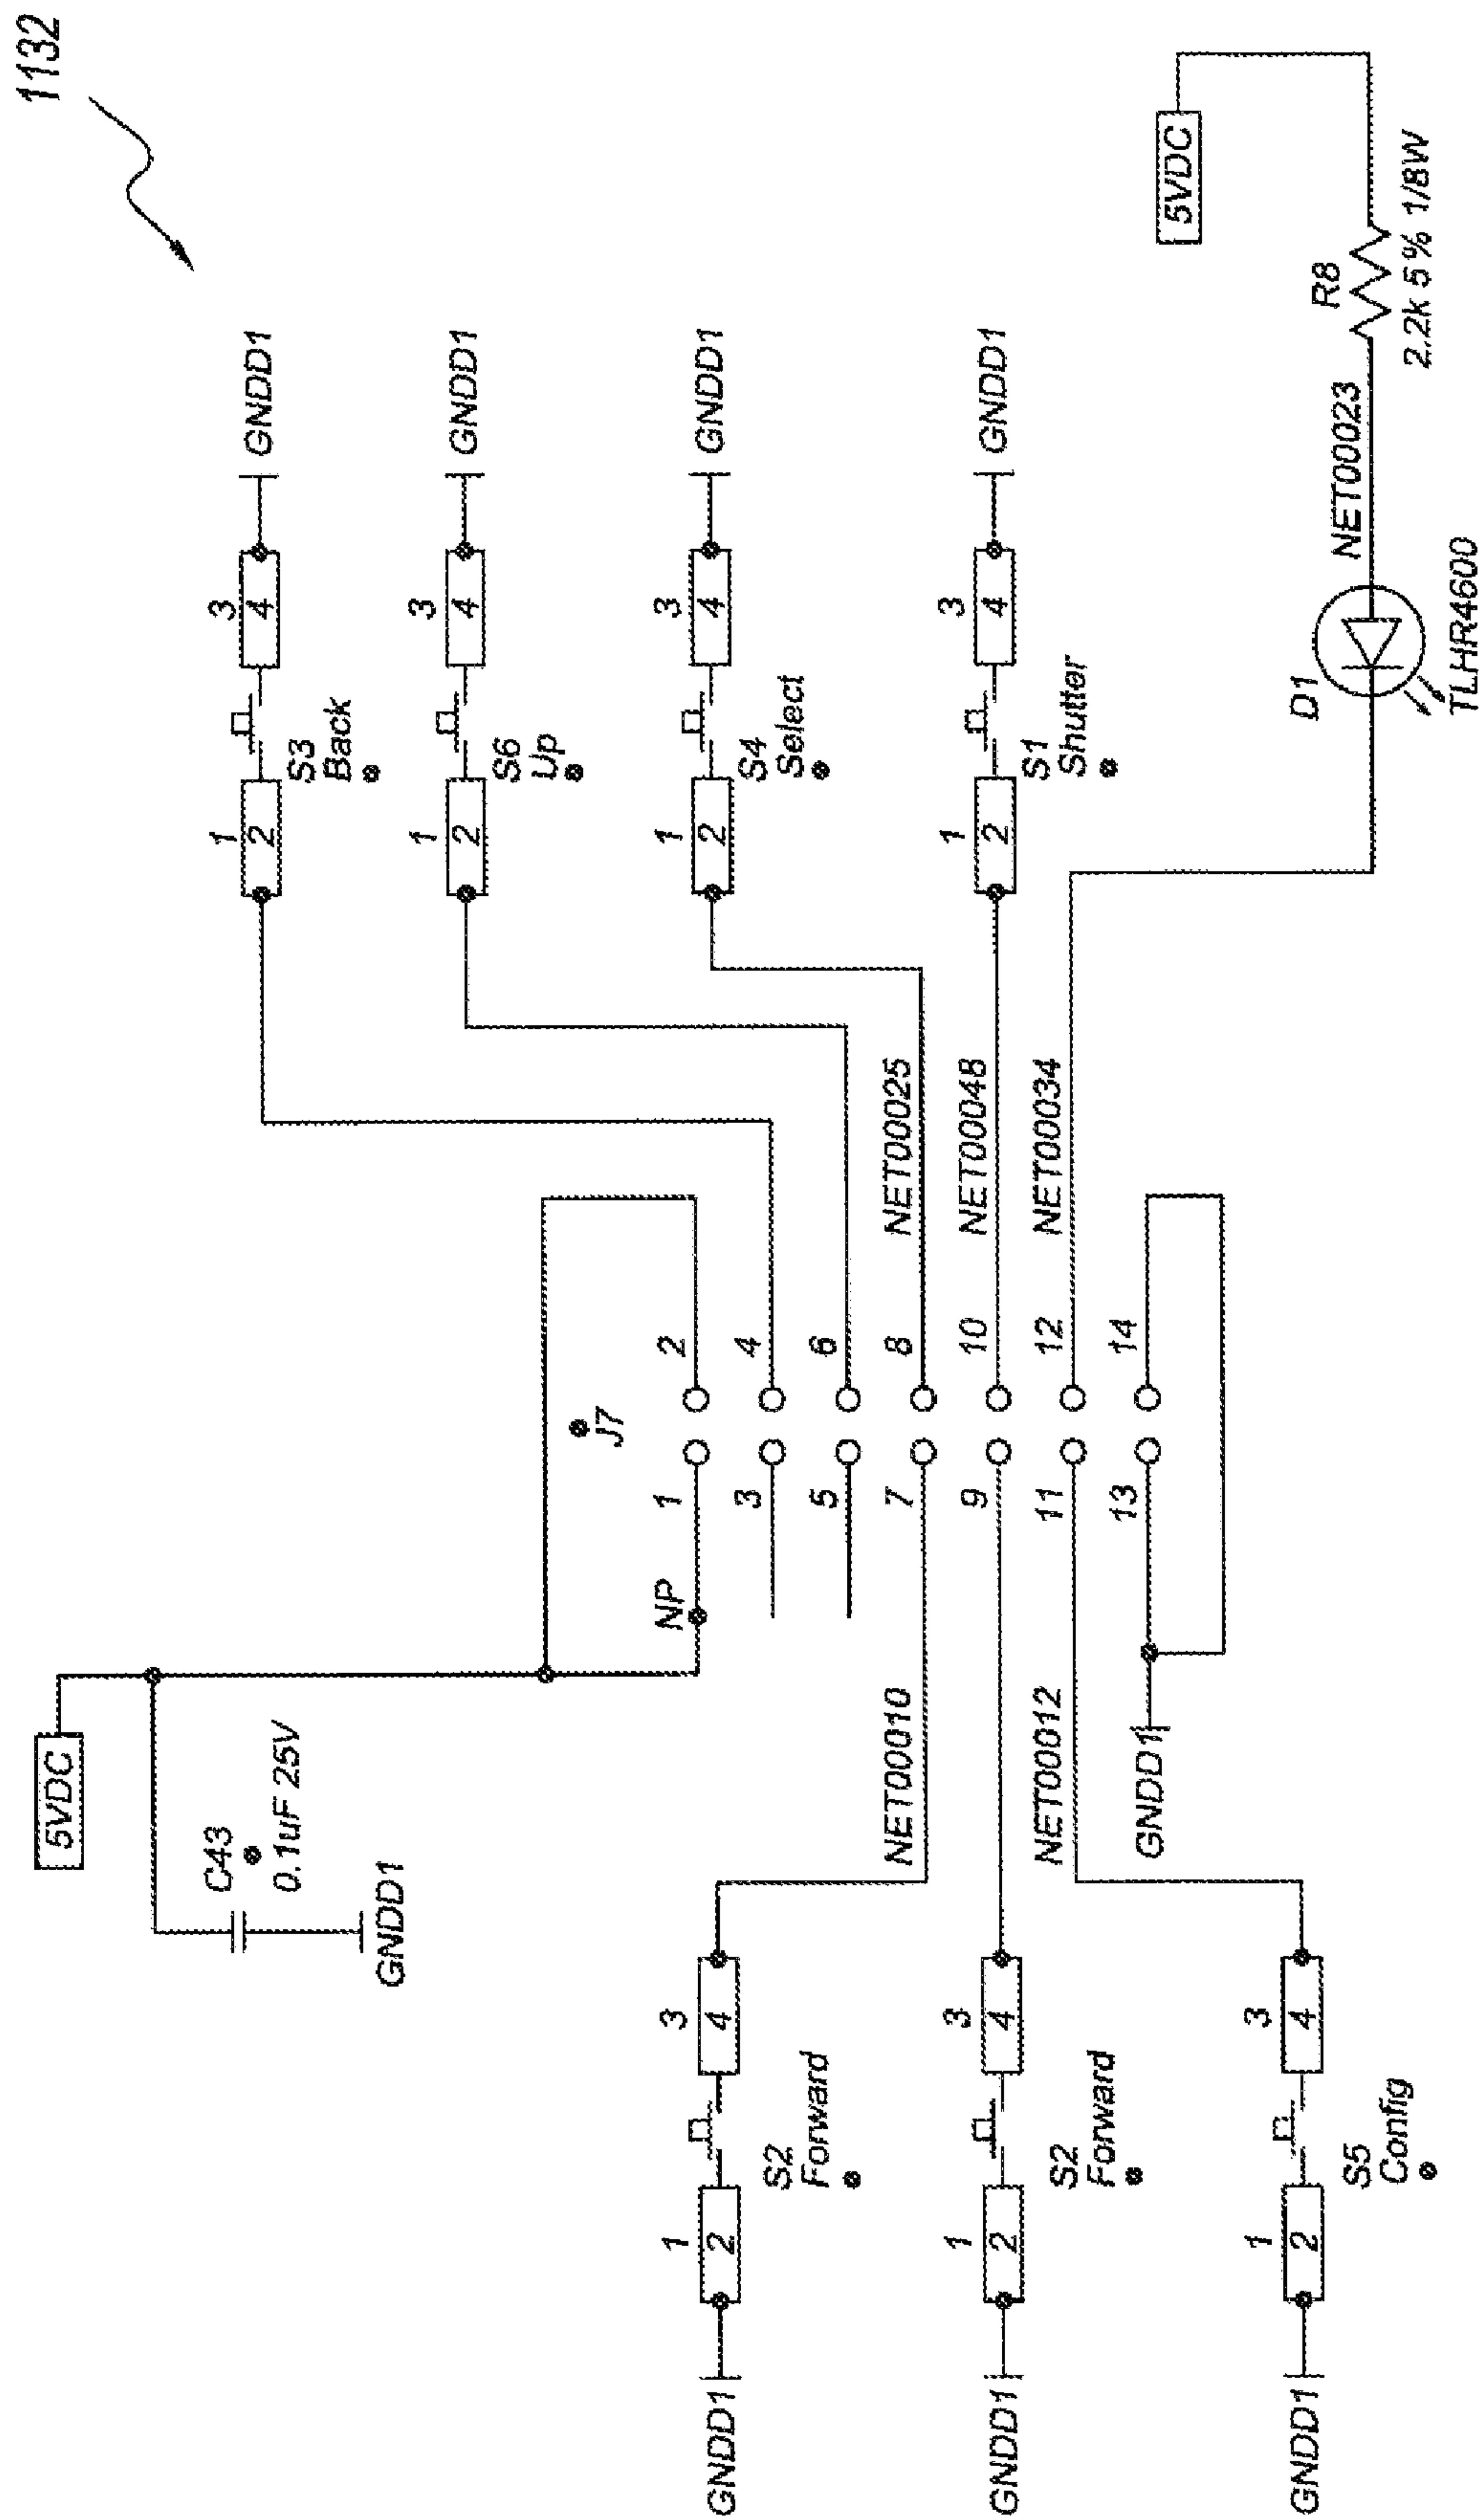 1132
5VDC
C43
0.1uF 25V
GNDD1
J7
NP
1
2
3
4
5
6
7
8
9
10
11
12
13
14
NET00010
NET00012
GNDD1
NET00025
NET00048
NET00034
GNDD1
1
2
3
4
S2
Forward
GNDD1
1
2
3
4
S2
Forward
GNDD1
1
2
3
4
S5
Config
1
2
3
4
GNDD1
S3
Back
1
2
3
4
GNDD1
S6
Up
1
2
3
4
GNDD1
S4
Select
1
2
3
4
GNDD1
S1
Shutter
5VDC
D1
TLHR4600
NET00023
R8
2.2k 5% 1/8W